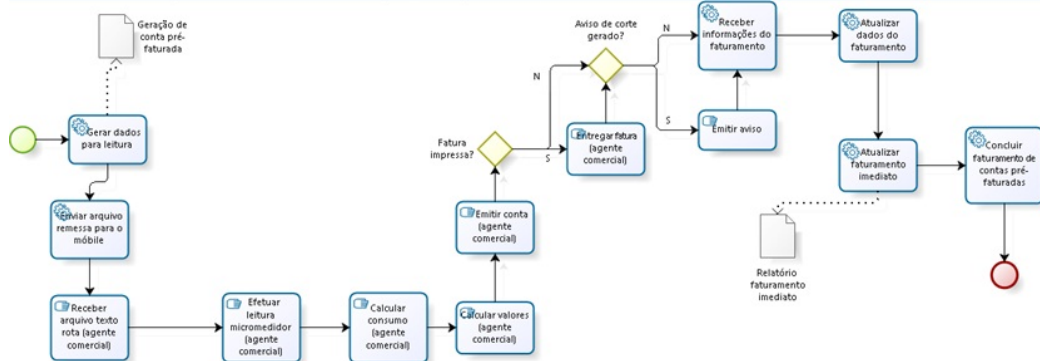 Geração de
conta pré-
faturada
Gerar dados
para leitura
Enviar arquivo
remessa para o
móbile
Receber
arquivo texto
rota (agente
comercial)
Efetuar
leitura
micromedidor
(agente
comercial)
Calcular
consumo
(agente
comercial)
Calcular valores
(agente
comercial)
Emitir conta
(agente
comercial)
Fatura
impressa?
N
S
Entregar fatura
(agente
comercial)
Aviso de corte
gerado?
N
S
Emitir aviso
Receber
informações do
faturamento
Atualizar
dados do
faturamento
Atualizar
faturamento
imediato
Relatório
faturamento
imediato
Concluir
faturamento de
contas pré-
faturadas